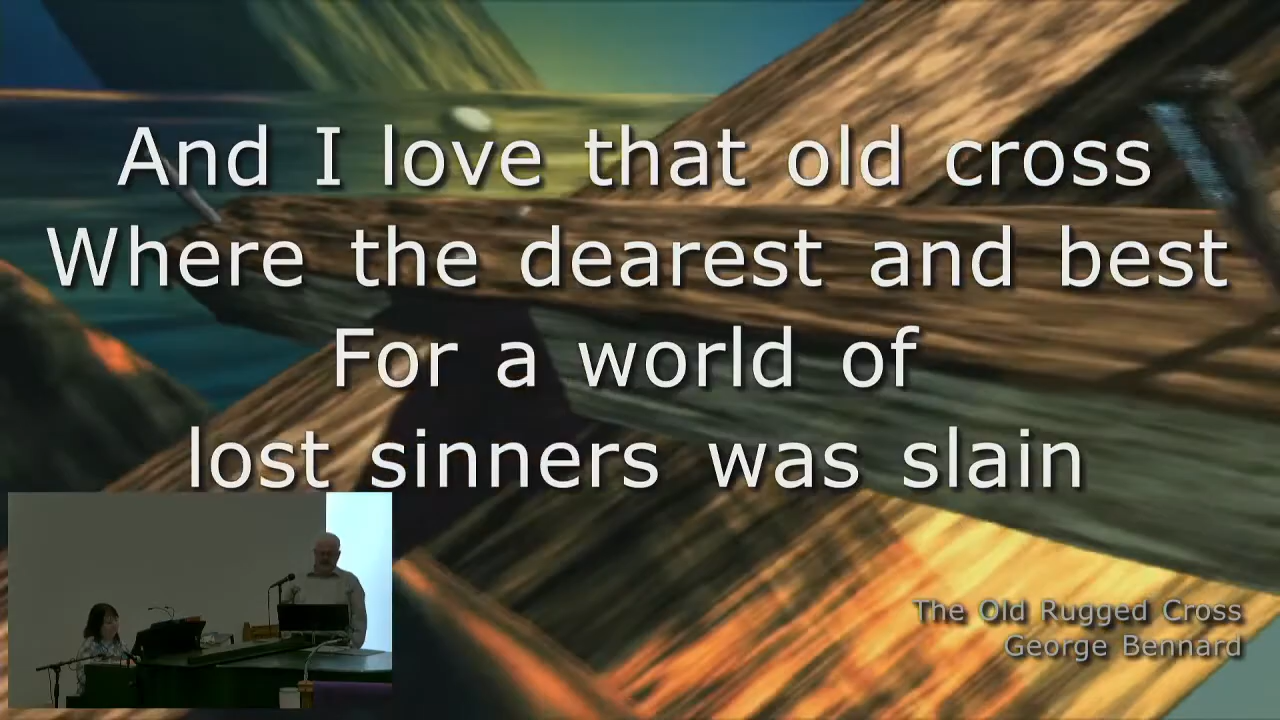 And I love that old cross
Where the dearest and best
For a world of
lost sinners was slain
The Old Rugged Cross
George Bennard